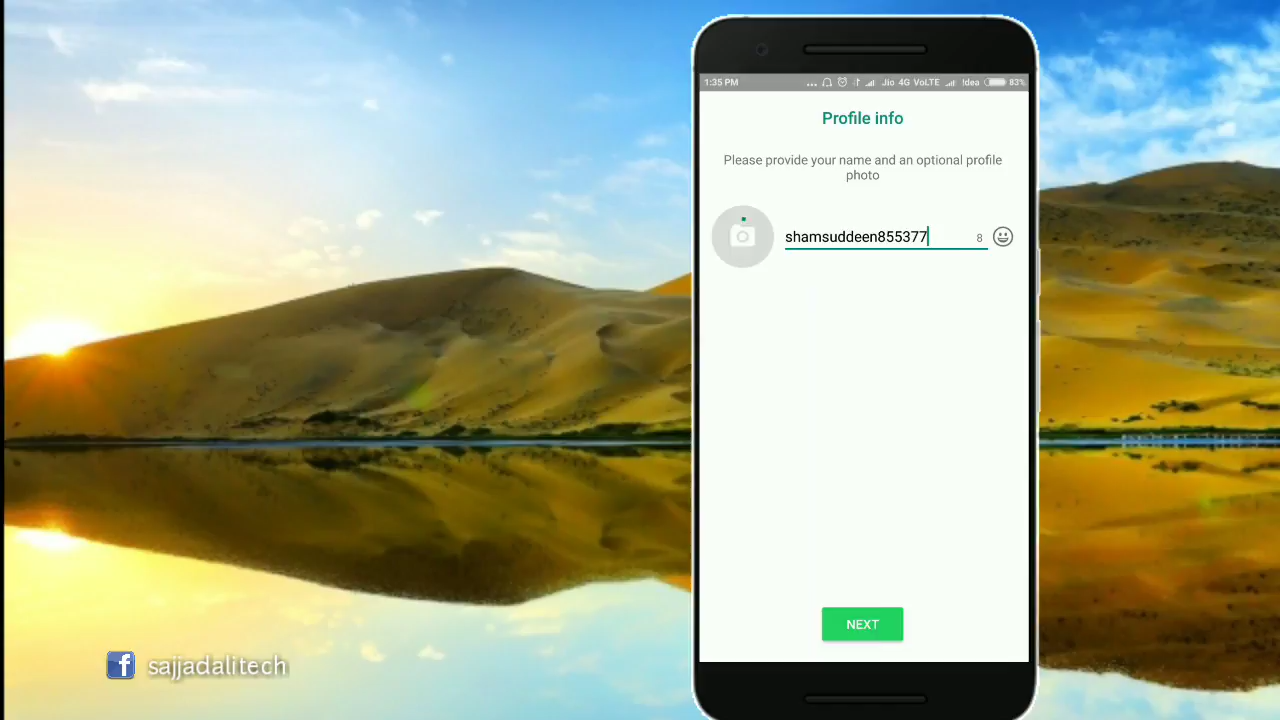 1:35 PM ... Jio 4G VoLTE !dea 83%
Profile info
Please provide your name and an optional profile
photo
shamsuddeen855377 8
NEXT
f sajjadalitech